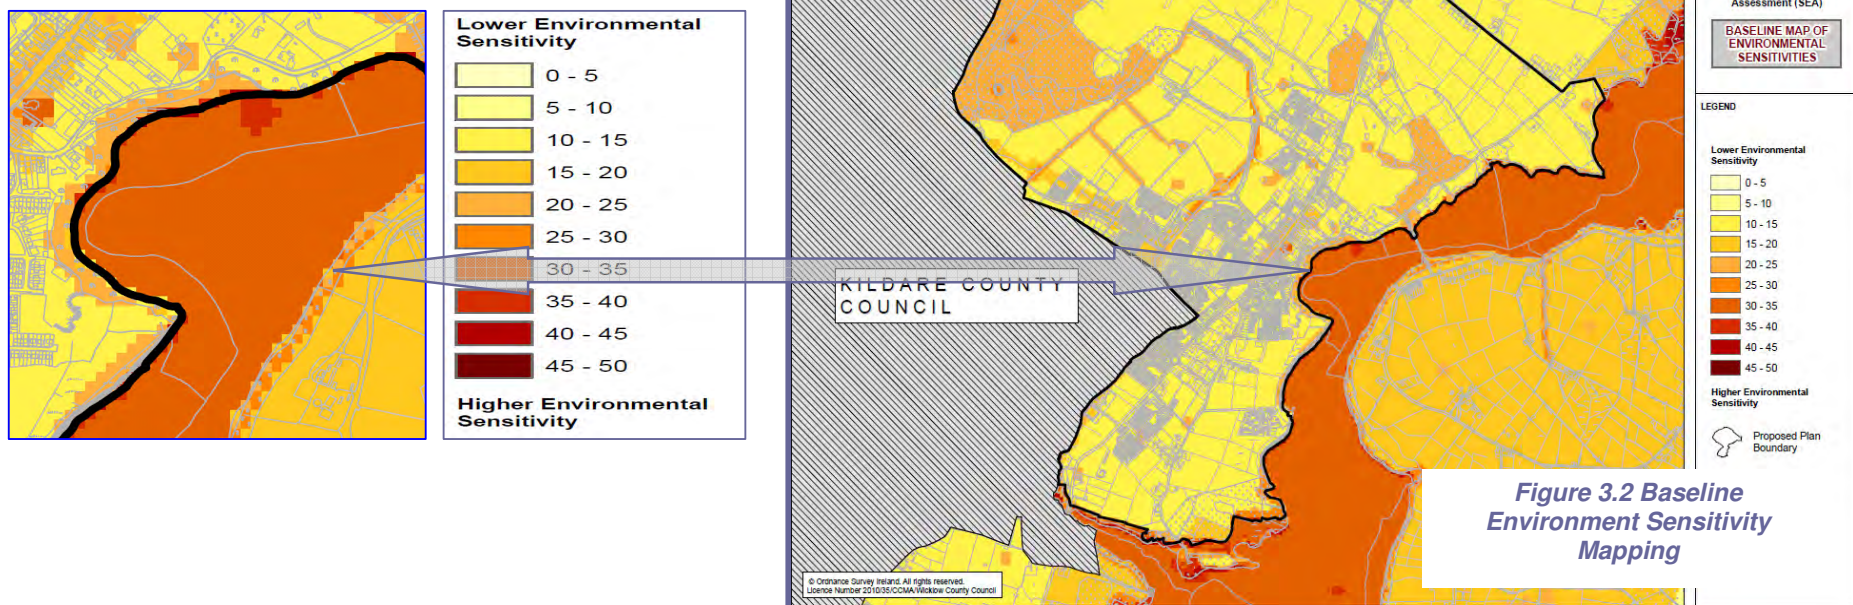 Lower Environmental
Sensitivity
0 - 5
5 - 10
10 - 15
15 - 20
20 - 25
25 - 30
30 - 35
35 - 40
40 - 45
45 - 50
Higher Environmental
Sensitivity
KILDARE COUNTY
COUNCIL
© Ordnance Survey Ireland. All rights reserved.
Licence Number 2010/35/CCMA/Wicklow County Council
Assessment (SEA)
BASELINE MAP OF
ENVIRONMENTAL
SENSITIVITIES
LEGEND
Lower Environmental
Sensitivity
0 - 5
5 - 10
10 - 15
15 - 20
20 - 25
25 - 30
30 - 35
35 - 40
40 - 45
45 - 50
Higher Environmental
Sensitivity
Proposed Plan
Boundary
Figure 3.2 Baseline
Environment Sensitivity
Mapping